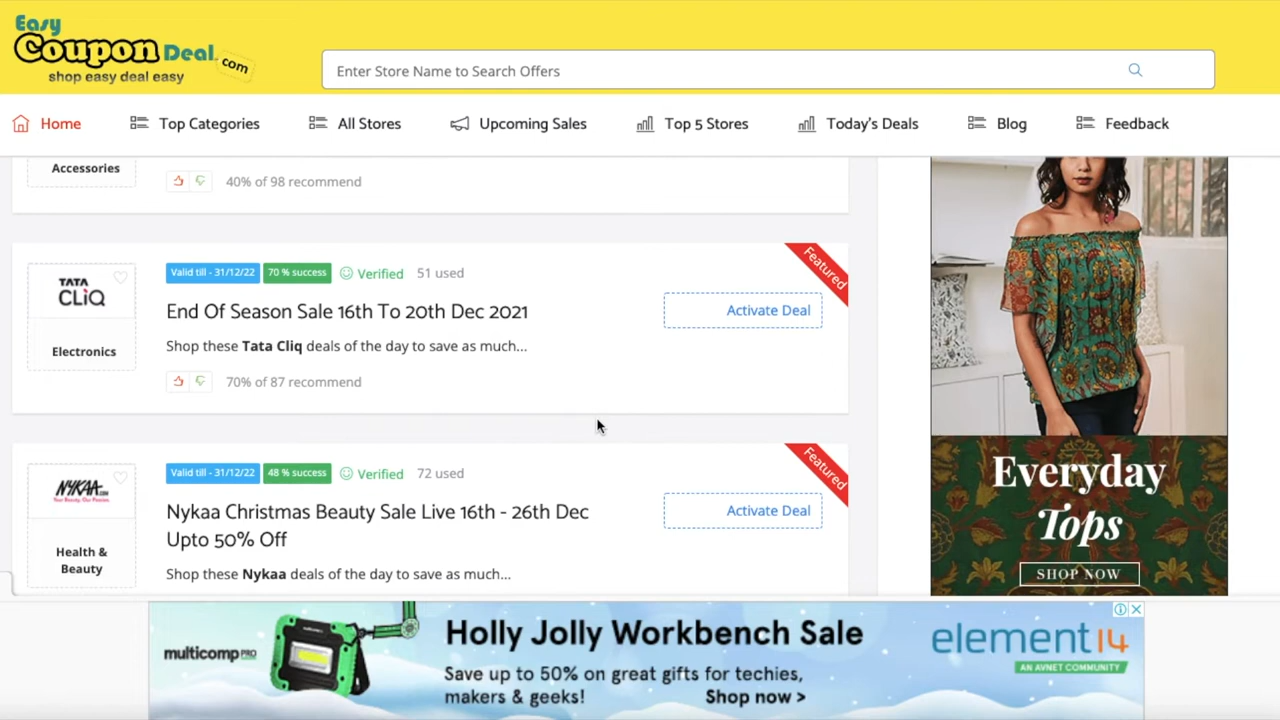 Easy
Coupon Deal .com
shop easy deal easy
Enter Store Name to Search Offers
Home Top Categories All Stores Upcoming Sales Top 5 Stores Today's Deals Blog Feedback
Accessories
40% of 98 recommend
TATA
CLiQ
Electronics
Valid till - 31/12/22 70 % success Verified 51 used
Featured
End Of Season Sale 16th To 20th Dec 2021
Activate Deal
Shop these Tata Cliq deals of the day to save as much...
70% of 87 recommend
NYKAA.COM
Your Beauty. Our Passion.
Health &
Beauty
Valid till - 31/12/22 48 % success Verified 72 used
Featured
Nykaa Christmas Beauty Sale Live 16th - 26th Dec
Upto 50% Off
Activate Deal
Shop these Nykaa deals of the day to save as much...
Everyday
Tops
SHOP NOW
multicomp PRO
Holly Jolly Workbench Sale
Save up to 50% on great gifts for techies,
makers & geeks! Shop now >
element14
AN AVNET COMMUNITY